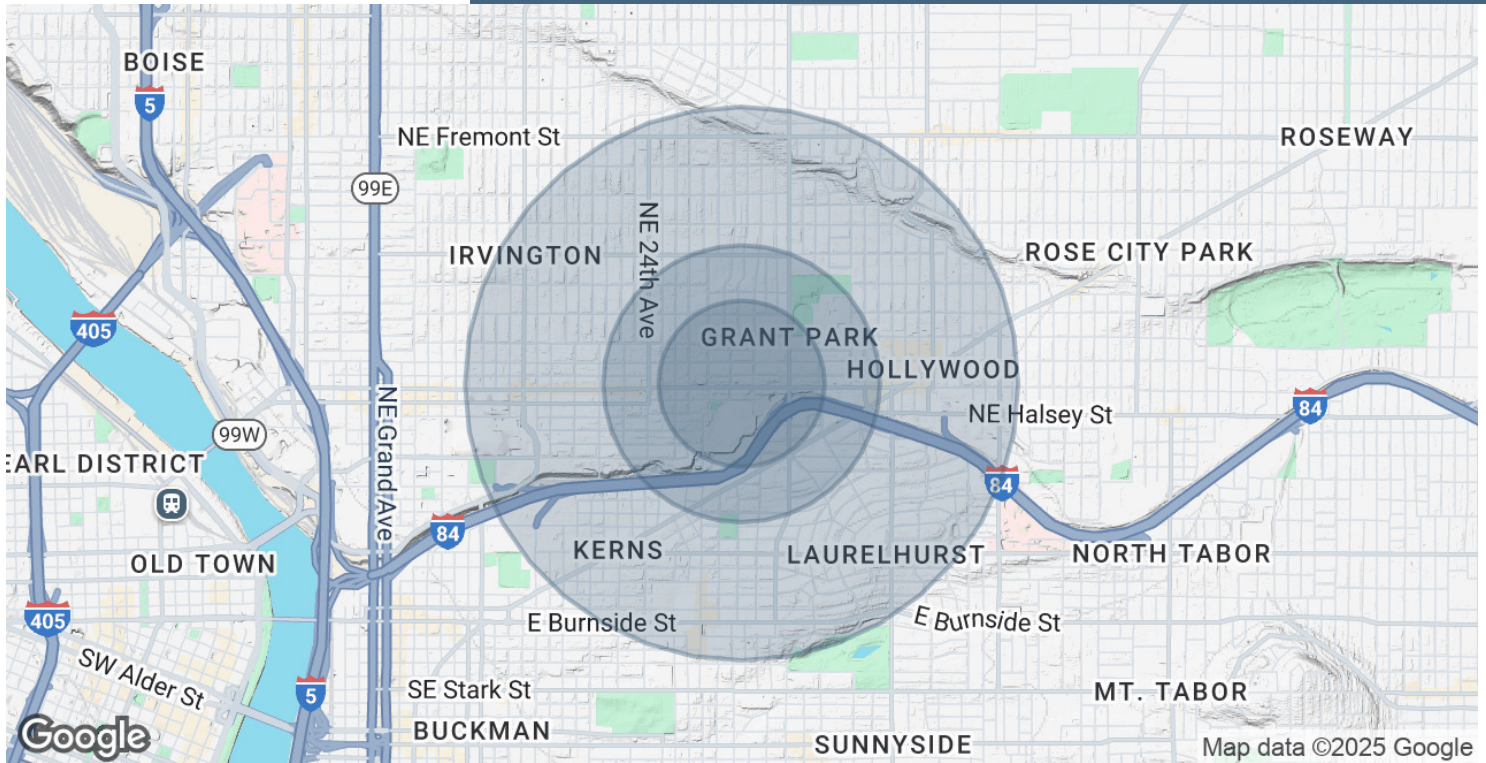 BOISE
5
NE Fremont St
ROSEWAY
99E
IRVINGTON
NE 24th Ave
ROSE CITY PARK
405
GRANT PARK
HOLLYWOOD
NE Grand Ave
NE Halsey St
84
99W
EARL DISTRICT
84
84
OLD TOWN
KERNS
LAURELHURST
NORTH TABOR
405
E Burnside St
E Burnside St
SW Alder St
5
SE Stark St
MT. TABOR
BUCKMAN
SUNNYSIDE
Google
Map data ©2025 Google